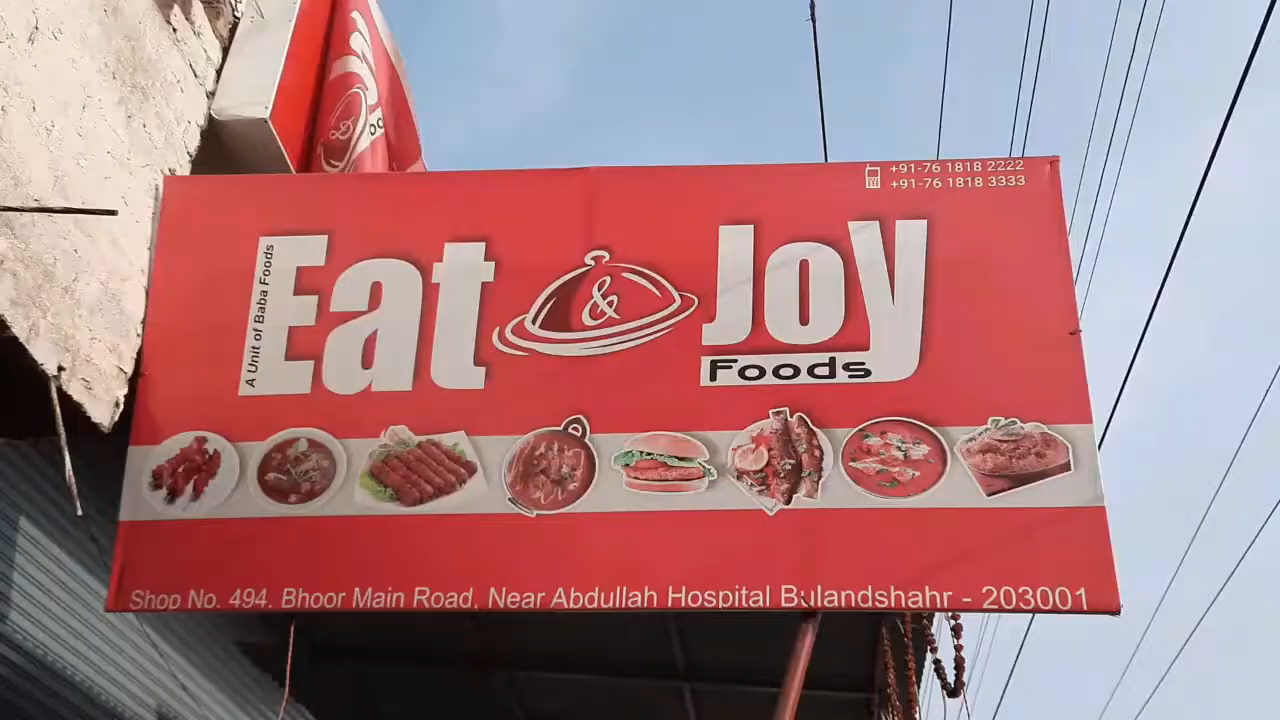 +91-76 1818 2222
+91-76 1818 3333
A Unit of Baba Foods
Eat & Joy
Foods
Shop No. 494. Bhoor Main Road, Near Abdullah Hospital Bulandshahr - 203001